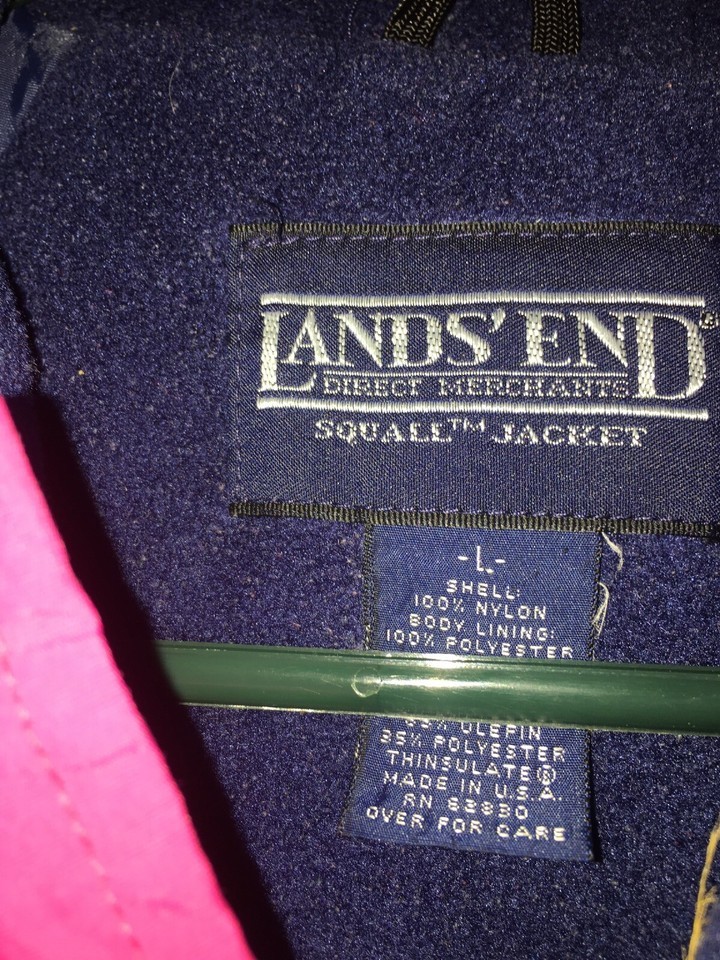 LANDS' END®
DIRECT MERCHANTS
SQUALL™ JACKET
-L-
SHELL:
100% NYLON
BODY LINING:
100% POLYESTER
OLEFIN
35% POLYESTER
THINSULATE®
MADE IN U.S.A.
RN 62830
OVER FOR CARE